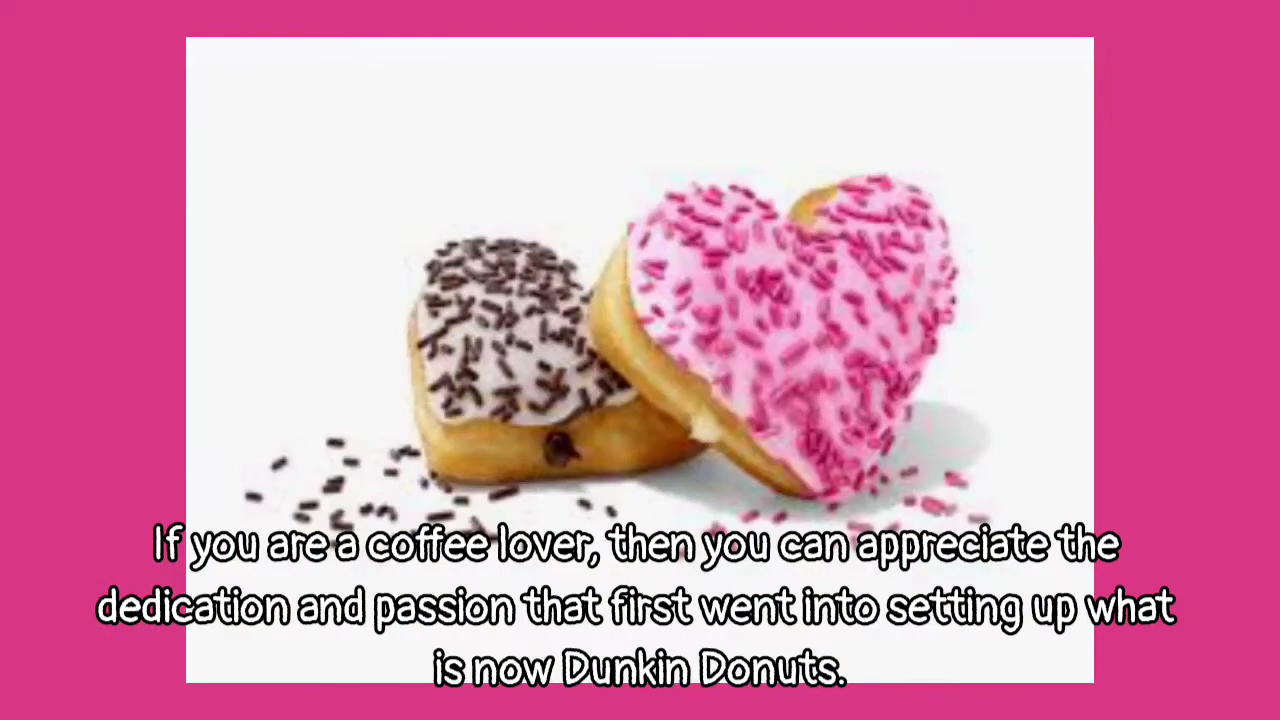 If you are a coffee lover, then you can appreciate the
dedication and passion that first went into setting up what
is now Dunkin Donuts.